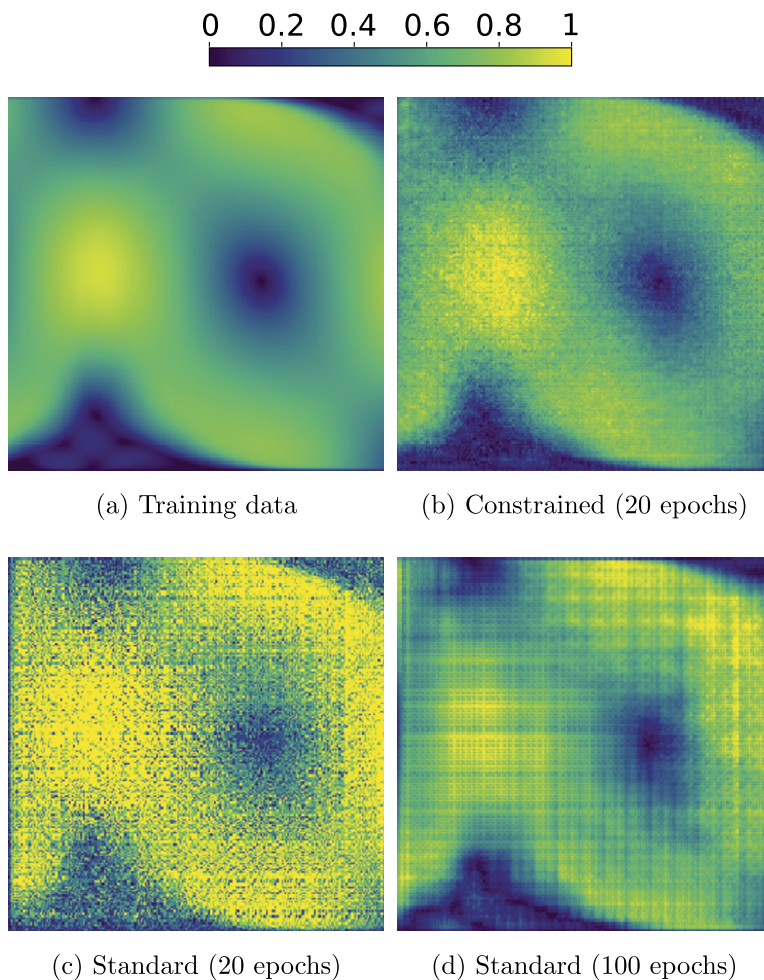 0 0.2 0.4 0.6 0.8 1
(a) Training data
(b) Constrained (20 epochs)
(c) Standard (20 epochs)
(d) Standard (100 epochs)